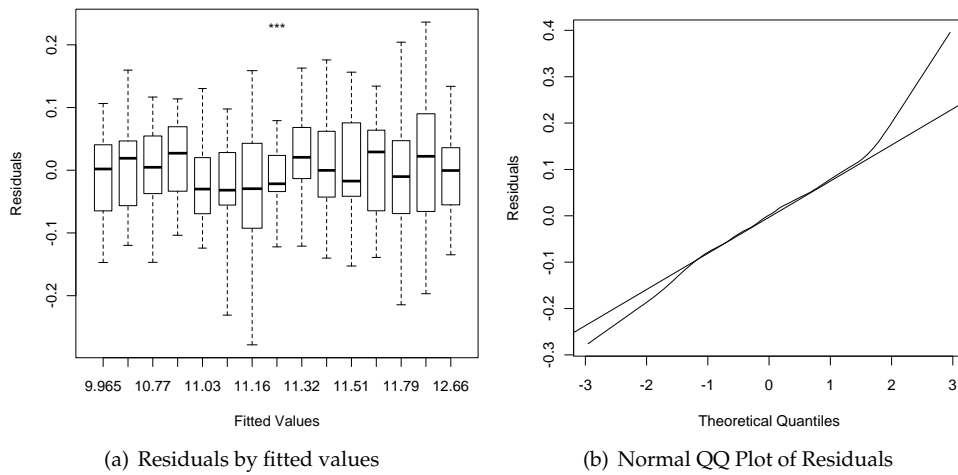 ***
Residuals
0.2
0.1
0.0
-0.1
-0.2
9.965 10.77 11.03 11.16 11.32 11.51 11.79 12.66
Fitted Values
(a) Residuals by fitted values
Residuals
0.4
0.3
0.2
0.1
0.0
-0.1
-0.2
-0.3
-3 -2 -1 0 1 2 3
Theoretical Quantiles
(b) Normal QQ Plot of Residuals